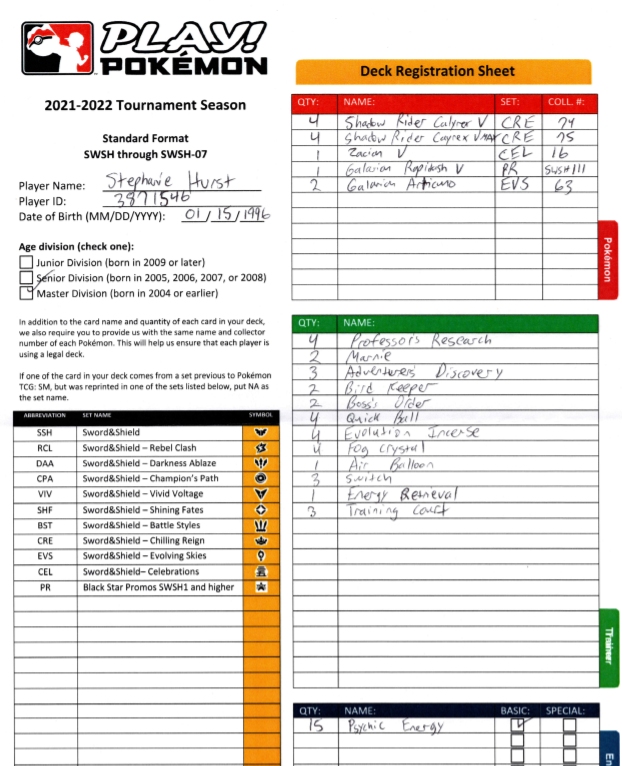 PLAY!
POKÉMON
2021-2022 Tournament Season
Standard Format
SWSH through SWSH-07
Player Name: Stephanie Hurst
Player ID: 3871546
Date of Birth (MM/DD/YYYY): 01 / 15 / 1996
Age division (check one):
Junior Division (born in 2009 or later)
Senior Division (born in 2005, 2006, 2007, or 2008)
Master Division (born in 2004 or earlier)
In addition to the card name and quantity of each card in your deck,
we also require you to provide us with the same name and collector
number of each Pokémon. This will help us ensure that each player is
using a legal deck.
If one of the card in your deck comes from a set previous to Pokémon
TCG: SM, but was reprinted in one of the sets listed below, put NA as
the set name.
ABBREVIATION SET NAME SYMBOL
SSH Sword&Shield
RCL Sword&Shield – Rebel Clash
DAA Sword&Shield – Darkness Ablaze
CPA Sword&Shield – Champion's Path
VIV Sword&Shield – Vivid Voltage
SHF Sword&Shield – Shining Fates
BST Sword&Shield – Battle Styles
CRE Sword&Shield – Chilling Reign
EVS Sword&Shield – Evolving Skies
CEL Sword&Shield– Celebrations
PR Black Star Promos SWSH1 and higher
Deck Registration Sheet
QTY: NAME: SET: COLL. #:
4 Shadow Rider Calyrex V CRE 74
4 Shadow Rider Cayrex VMAX CRE 75
1 Zacian V CEL 16
1 Galarian Rapidash V PR SWSH111
2 Galarian Articuno EVS 63
Pokémon
QTY: NAME:
4 Professor's Research
2 Marnie
3 Adventurers Discovery
2 Bird Keeper
2 Boss's Order
4 Quick Ball
4 Evolution Incense
4 Fog Crystal
1 Air Balloon
3 Switch
1 Energy Retrieval
3 Training Court
Trainer
QTY: NAME: BASIC: SPECIAL:
15 Psychic Energy
En